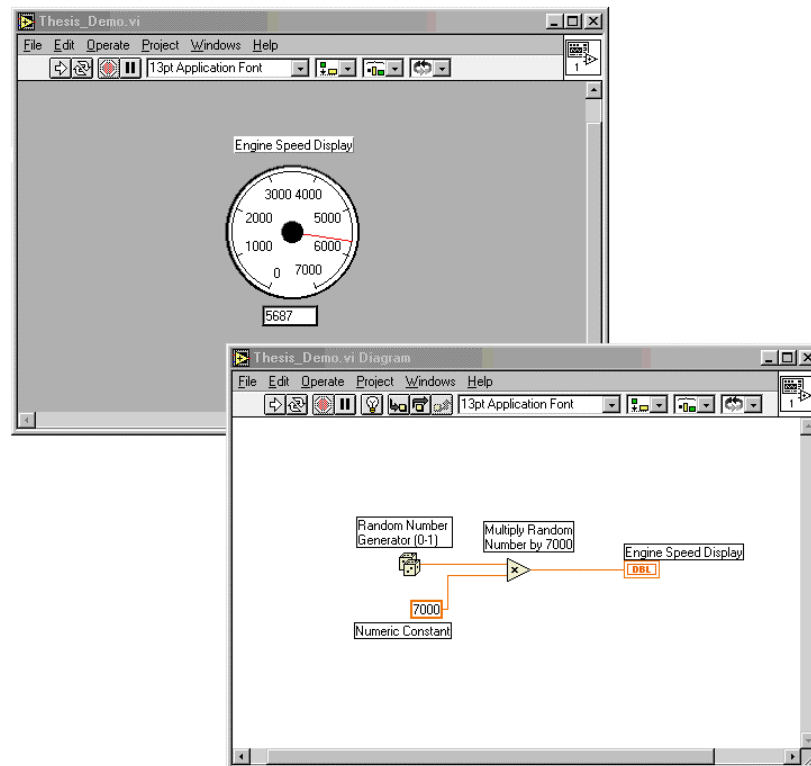 Thesis_Demo.vi
File Edit Operate Project Windows Help
13pt Application Font
1
Engine Speed Display
3000 4000
2000 5000
1000 6000
0 7000
5687
Thesis_Demo.vi Diagram
File Edit Operate Project Windows Help
13pt Application Font
1
Random Number
Generator (0-1)
Multiply Random
Number by 7000
Engine Speed Display
DBL
7000
Numeric Constant